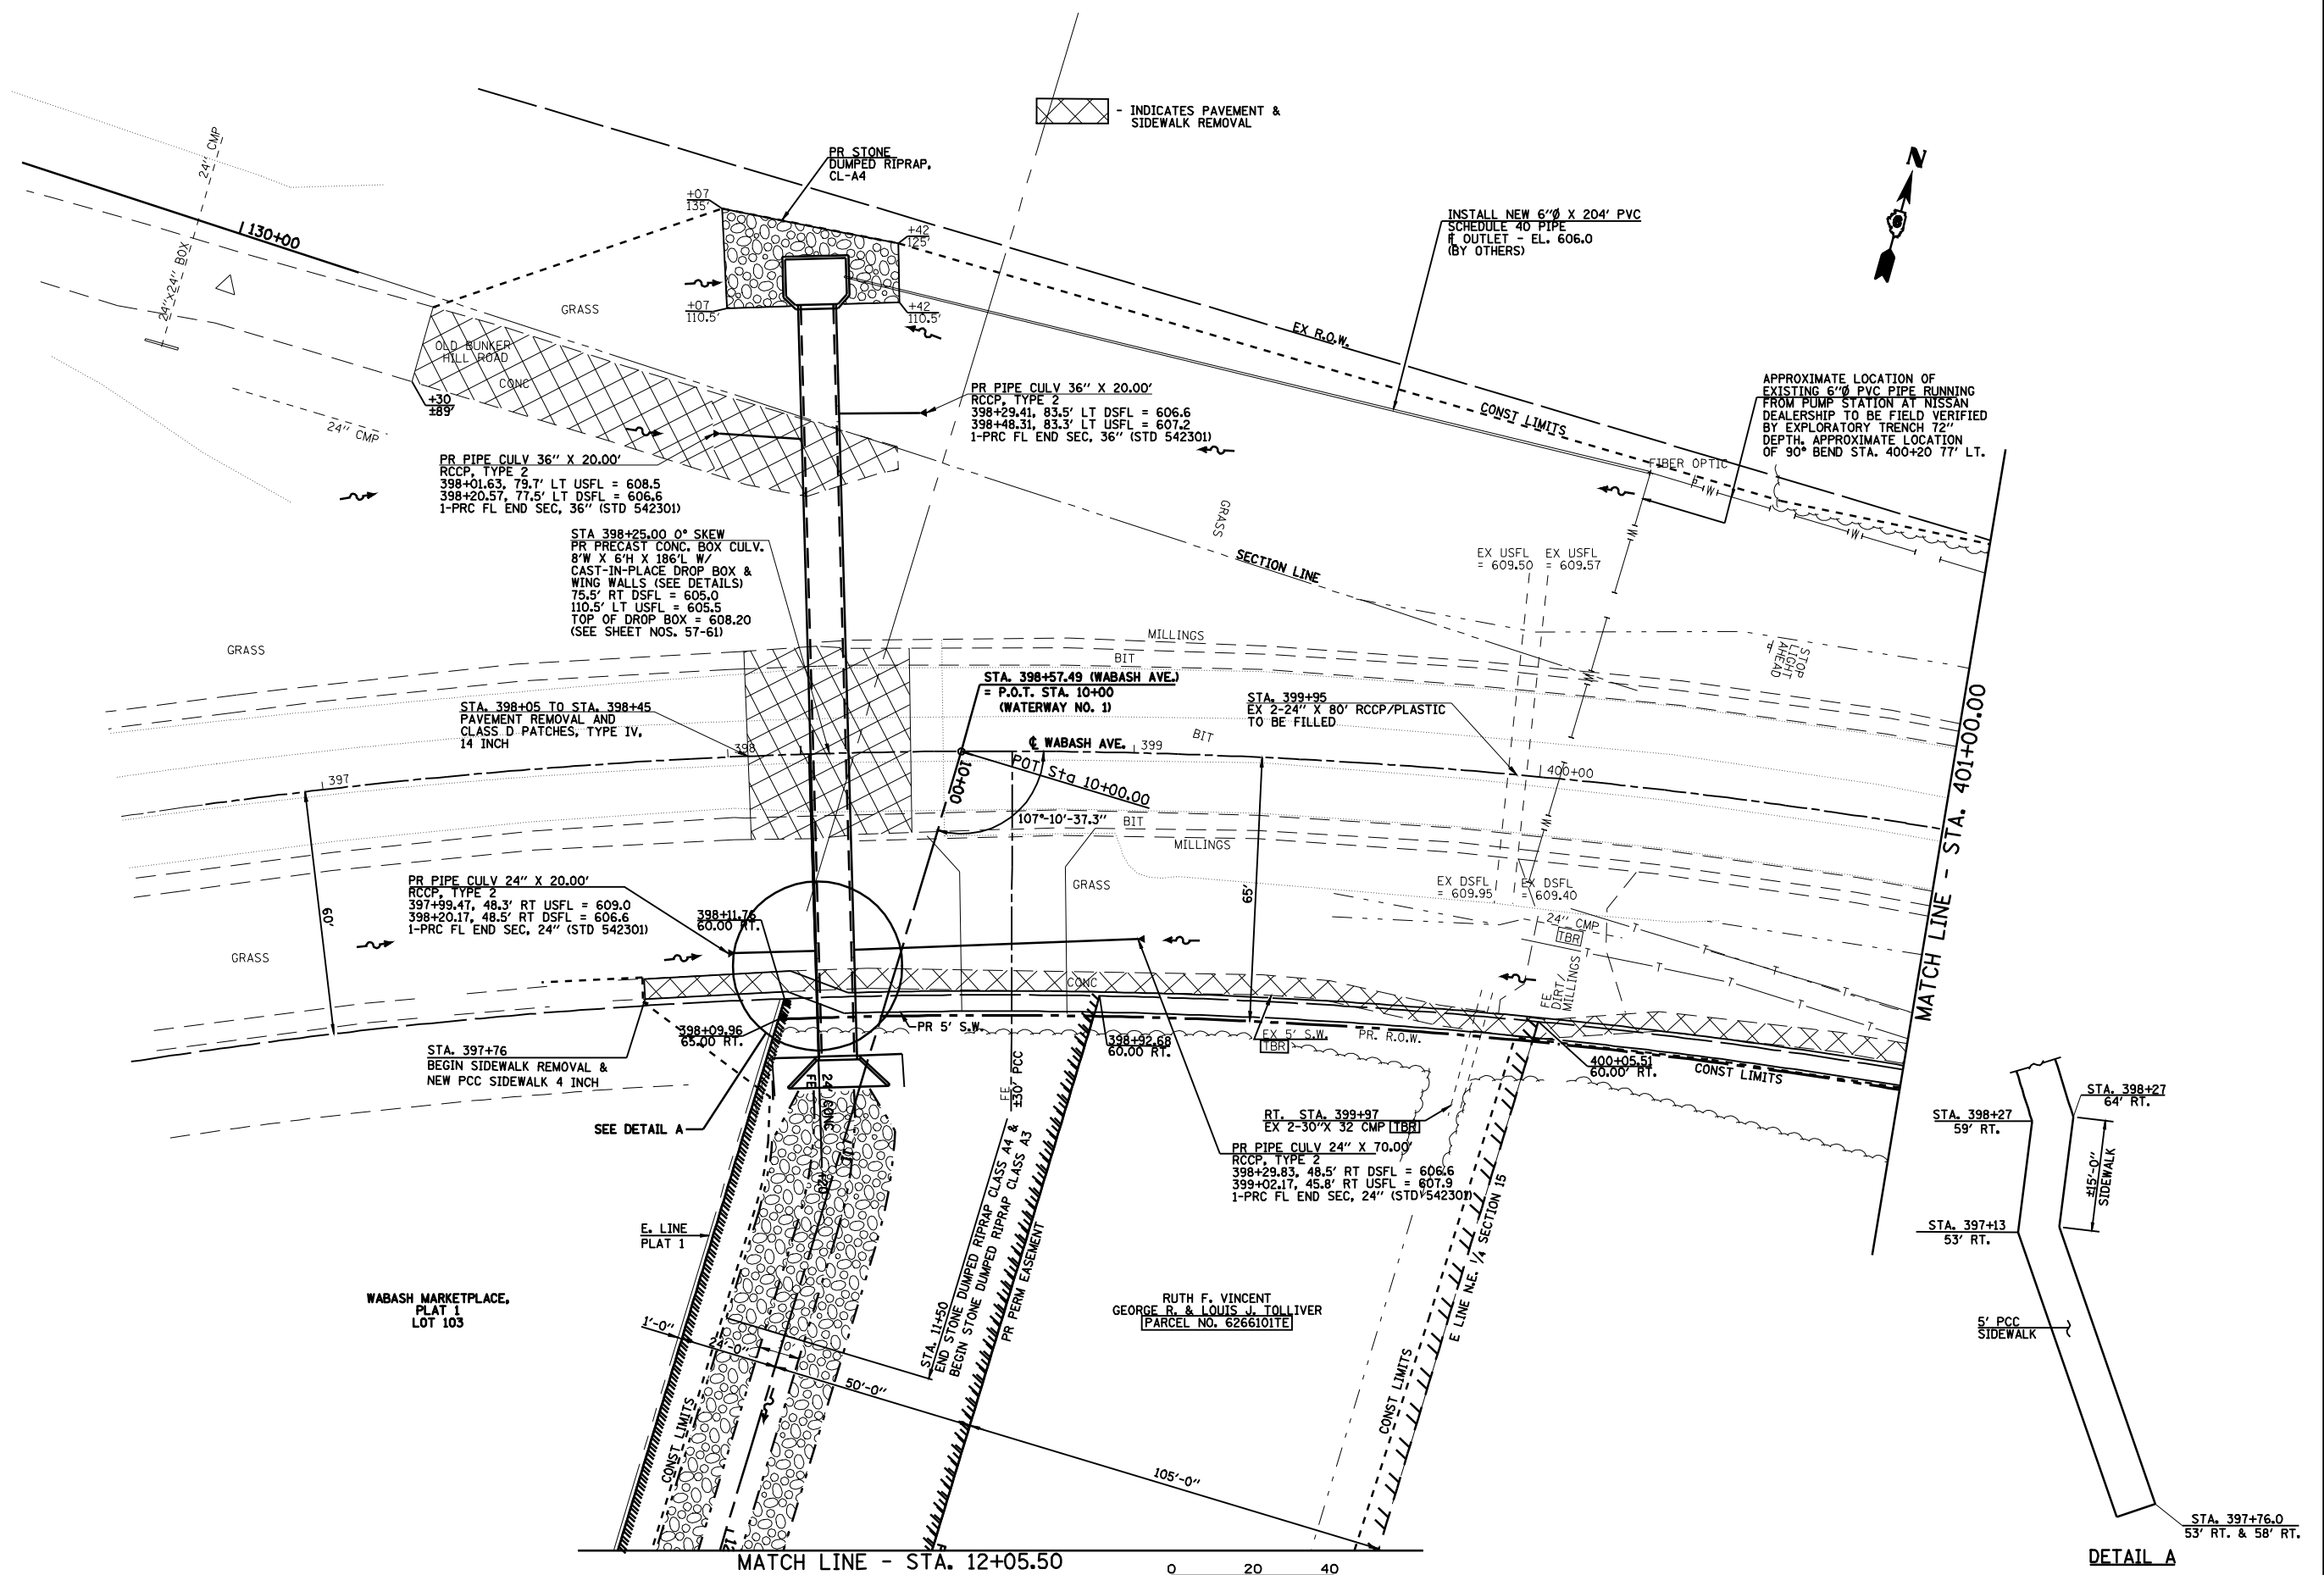 - INDICATES PAVEMENT &
SIDEWALK REMOVAL
N
24" CMP
24"x24" BOX
130+00
PR STONE
DUMPED RIPRAP,
CL-A4
+07
135'
+42
125'
+07
110.5'
+42
110.5'
GRASS
OLD BUNKER
HILL ROAD
CONC
+30
±89'
24" CMP
INSTALL NEW 6"Ø X 204' PVC
SCHEDULE 40 PIPE
OUTLET - EL. 606.0
(BY OTHERS)
EX R.O.W.
CONST LIMITS
APPROXIMATE LOCATION OF
EXISTING 6"Ø PVC PIPE RUNNING
FROM PUMP STATION AT NISSAN
DEALERSHIP TO BE FIELD VERIFIED
BY EXPLORATORY TRENCH 72"
DEPTH. APPROXIMATE LOCATION
OF 90° BEND STA. 400+20 77' LT.
FIBER OPTIC
P
W
W
W
W
W
PR PIPE CULV 36" X 20.00'
RCCP, TYPE 2
398+29.41, 83.5' LT DSFL = 606.6
398+48.31, 83.3' LT USFL = 607.2
1-PRC FL END SEC, 36" (STD 542301)
PR PIPE CULV 36" X 20.00'
RCCP, TYPE 2
398+01.63, 79.7' LT USFL = 608.5
398+20.57, 77.5' LT DSFL = 606.6
1-PRC FL END SEC, 36" (STD 542301)
STA 398+25.00 0° SKEW
PR PRECAST CONC. BOX CULV.
8'W X 6'H X 186'L W/
CAST-IN-PLACE DROP BOX &
WING WALLS (SEE DETAILS)
75.5' RT DSFL = 605.0
110.5' LT USFL = 605.5
TOP OF DROP BOX = 608.20
(SEE SHEET NOS. 57-61)
GRASS
SECTION LINE
EX USFL
= 609.50
EX USFL
= 609.57
GRASS
MILLINGS
BIT
STOP
LIGHT
AHEAD
STA. 398+57.49 (WABASH AVE.)
= P.O.T. STA. 10+00
(WATERWAY NO. 1)
STA. 399+95
EX 2-24" X 80' RCCP/PLASTIC
TO BE FILLED
STA. 398+05 TO STA. 398+45
PAVEMENT REMOVAL AND
CLASS D PATCHES, TYPE IV,
14 INCH
397
398
℄ WABASH AVE.
399
BIT
400+00
10+00
POT Sta 10+00.00
107°-10'-37.3"
BIT
MILLINGS
GRASS
65'
60'
MATCH LINE - STA. 401+00.00
PR PIPE CULV 24" X 20.00'
RCCP, TYPE 2
397+99.47, 48.3' RT USFL = 609.0
398+20.17, 48.5' RT DSFL = 606.6
1-PRC FL END SEC, 24" (STD 542301)
398+11.76
60.00 RT.
EX DSFL
= 609.95
EX DSFL
= 609.40
24" CMP
TBR
T
T
T
T
T
T
GRASS
CONC
FE
DIRT/
MILLINGS
398+09.96
65.00 RT.
PR 5' S.W.
398+92.68
60.00 RT.
EX 5' S.W.
TBR
PR. R.O.W.
400+05.51
60.00' RT.
CONST LIMITS
STA. 397+76
BEGIN SIDEWALK REMOVAL &
NEW PCC SIDEWALK 4 INCH
SEE DETAIL A
FE
24' CONC
FE
±30' PCC
RT. STA. 399+97
EX 2-30"X 32 CMP TBR
PR PIPE CULV 24" X 70.00'
RCCP, TYPE 2
398+29.83, 48.5' RT DSFL = 606.6
399+02.17, 45.8' RT USFL = 607.9
1-PRC FL END SEC, 24" (STD 542301)
E. LINE
PLAT 1
STA. 11+50
END STONE DUMPED RIPRAP CLASS A4 &
BEGIN STONE DUMPED RIPRAP CLASS A3
PR PERM EASEMENT
E LINE N.E. 1/4 SECTION 15
WABASH MARKETPLACE,
PLAT 1
LOT 103
RUTH F. VINCENT
GEORGE R. & LOUIS J. TOLLIVER
PARCEL NO. 6266101TE
1'-0"
24'-0"
50'-0"
105'-0"
CONST LIMITS
CONST LIMITS
MATCH LINE - STA. 12+05.50
0 20 40
STA. 398+27
64' RT.
STA. 398+27
59' RT.
±15'-0"
SIDEWALK
STA. 397+13
53' RT.
5' PCC
SIDEWALK
STA. 397+76.0
53' RT. & 58' RT.
DETAIL A